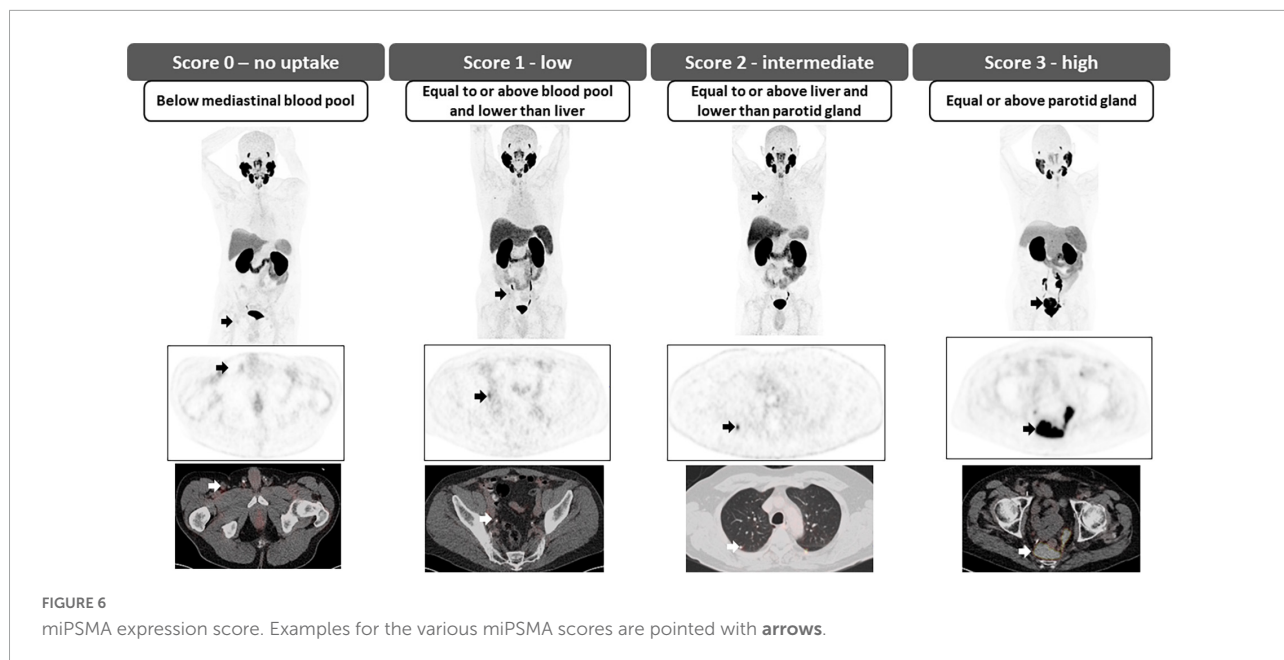 Score 0 – no uptake
Below mediastinal blood pool
Score 1 - low
Equal to or above blood pool
and lower than liver
Score 2 - intermediate
Equal to or above liver and
lower than parotid gland
Score 3 - high
Equal or above parotid gland
FIGURE 6
miPSMA expression score. Examples for the various miPSMA scores are pointed with arrows.